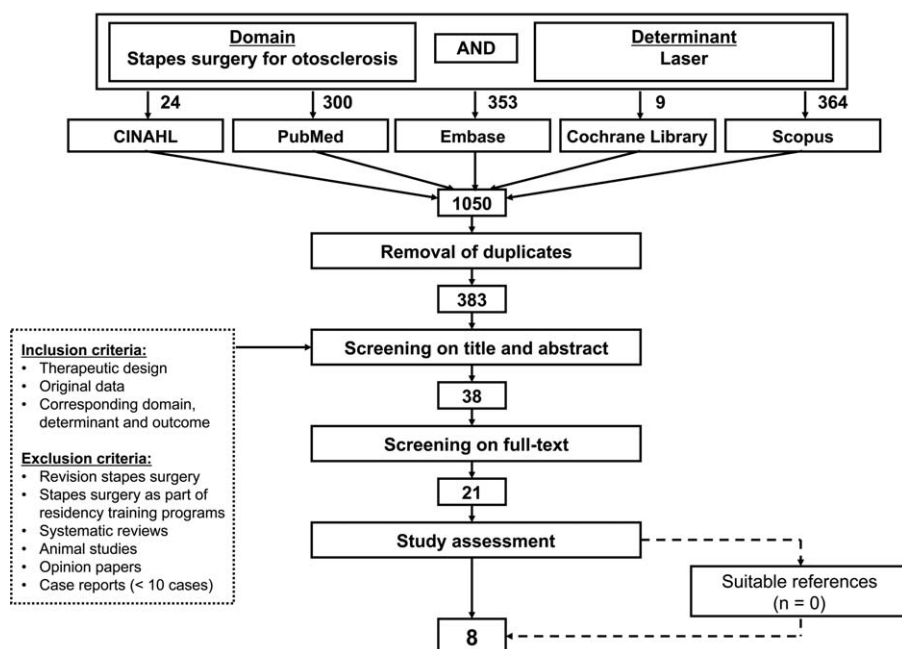 Domain
Stapes surgery for otosclerosis
AND
Determinant
Laser
24
300
353
9
364
CINAHL
PubMed
Embase
Cochrane Library
Scopus
1050
Removal of duplicates
383
Inclusion criteria:
• Therapeutic design
• Original data
• Corresponding domain,
determinant and outcome
Exclusion criteria:
• Revision stapes surgery
• Stapes surgery as part of
residency training programs
• Systematic reviews
• Animal studies
• Opinion papers
• Case reports (< 10 cases)
Screening on title and abstract
38
Screening on full-text
21
Study assessment
Suitable references
(n = 0)
8